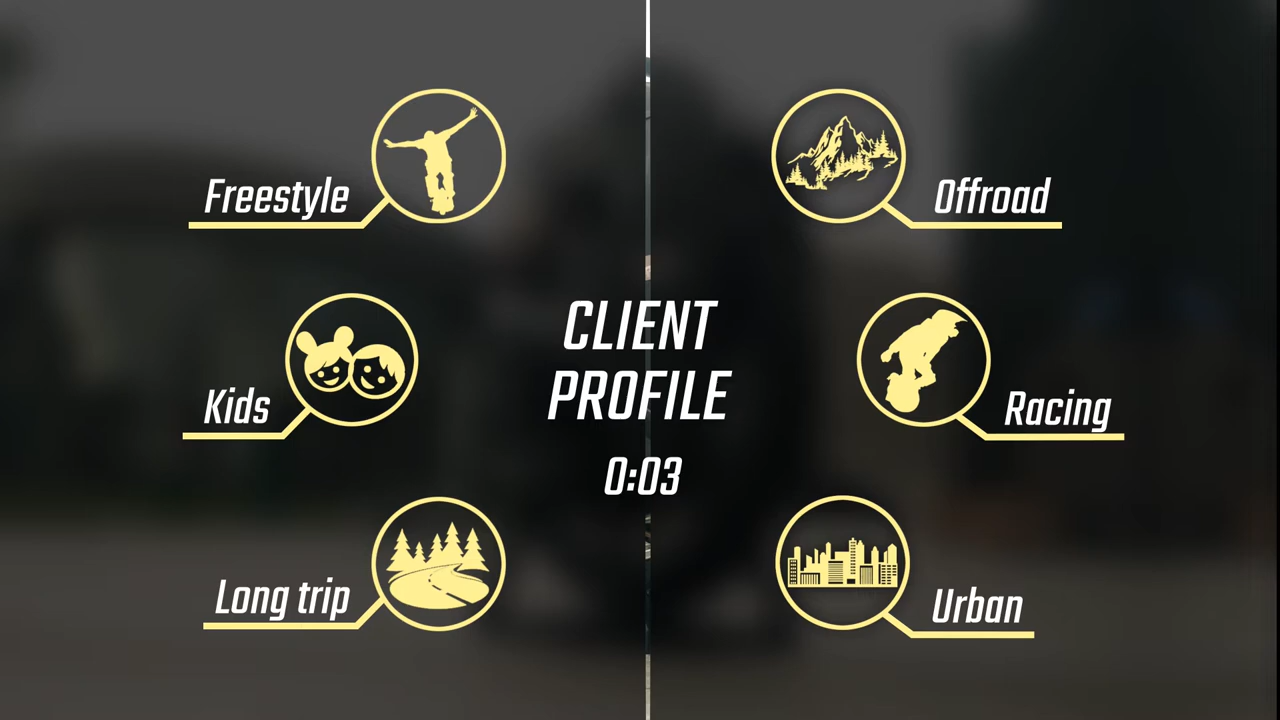 Freestyle
Offroad
CLIENT
PROFILE
Kids
Racing
0:03
Long trip
Urban